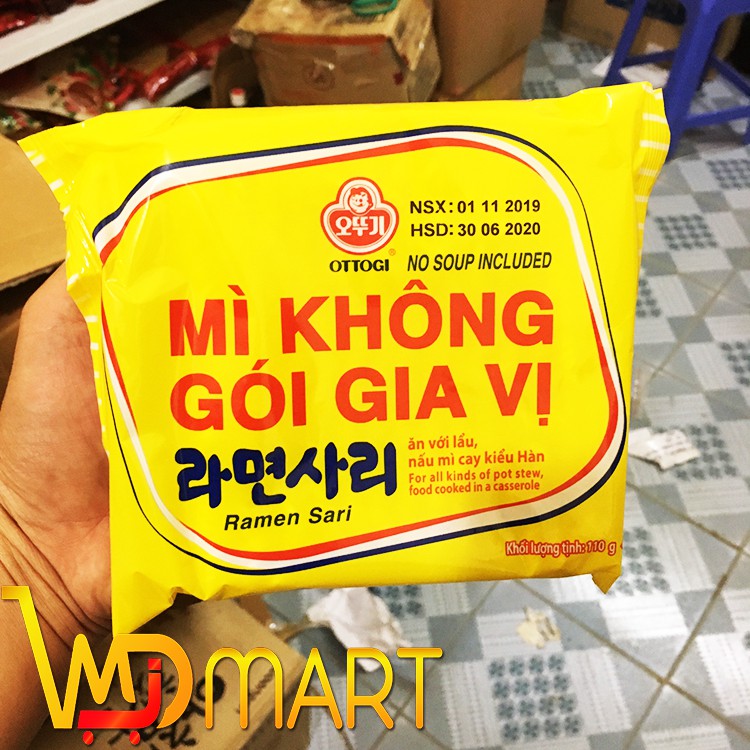 오뚜기
OTTOGI®
NSX: 01 11 2019
HSD: 30 06 2020
NO SOUP INCLUDED
MÌ KHÔNG
GÓI GIA VỊ
라면사리
Ramen Sari
ăn với lẩu,
nấu mì cay kiểu Hàn
For all kinds of pot stew,
food cooked in a casserole
Khối lượng tịnh: 110 g
WMDJ MART